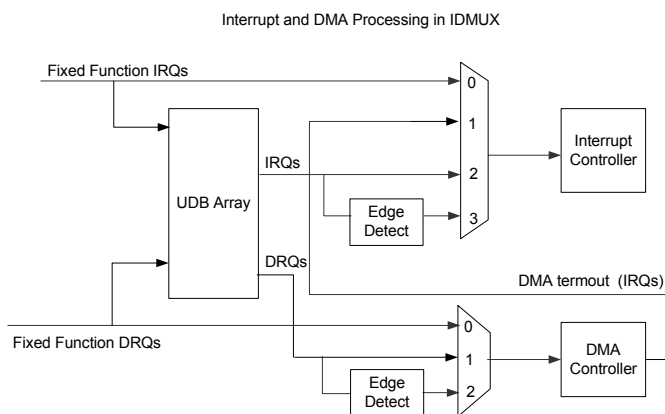 Interrupt and DMA Processing in IDMUX
Fixed Function IRQs
0
1
Interrupt
Controller
IRQs
2
UDB Array
Edge
Detect
3
DRQs
DMA termout (IRQs)
0
Fixed Function DRQs
1
DMA
Controller
Edge
Detect
2